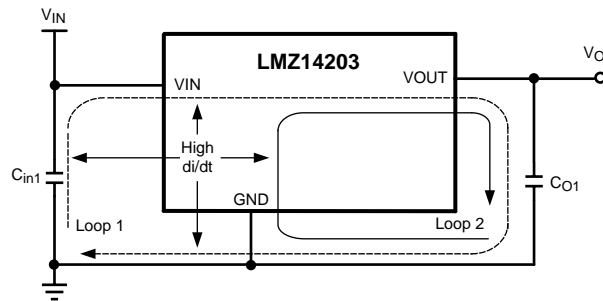 VIN
LMZ14203
VO
VIN
VOUT
High
di/dt
Cin1
CO1
GND
Loop 1
Loop 2